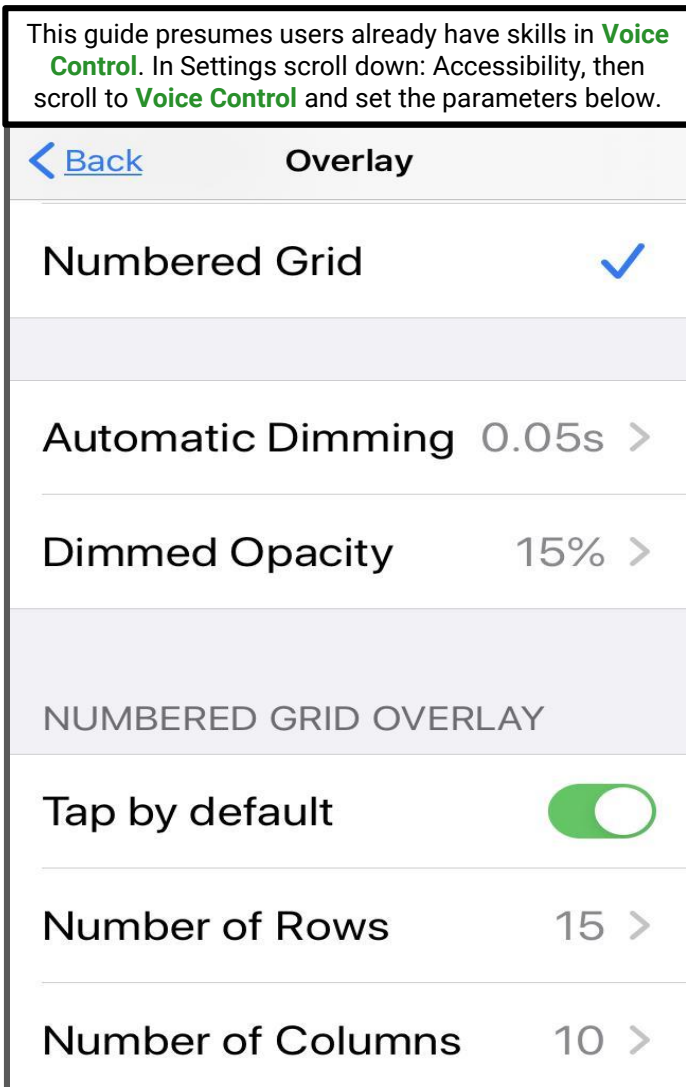 This guide presumes users already have skills in Voice
Control. In Settings scroll down: Accessibility, then
scroll to Voice Control and set the parameters below.
Back Overlay
Numbered Grid
Automatic Dimming 0.05s
Dimmed Opacity 15%
NUMBERED GRID OVERLAY
Tap by default
Number of Rows 15
Number of Columns 10